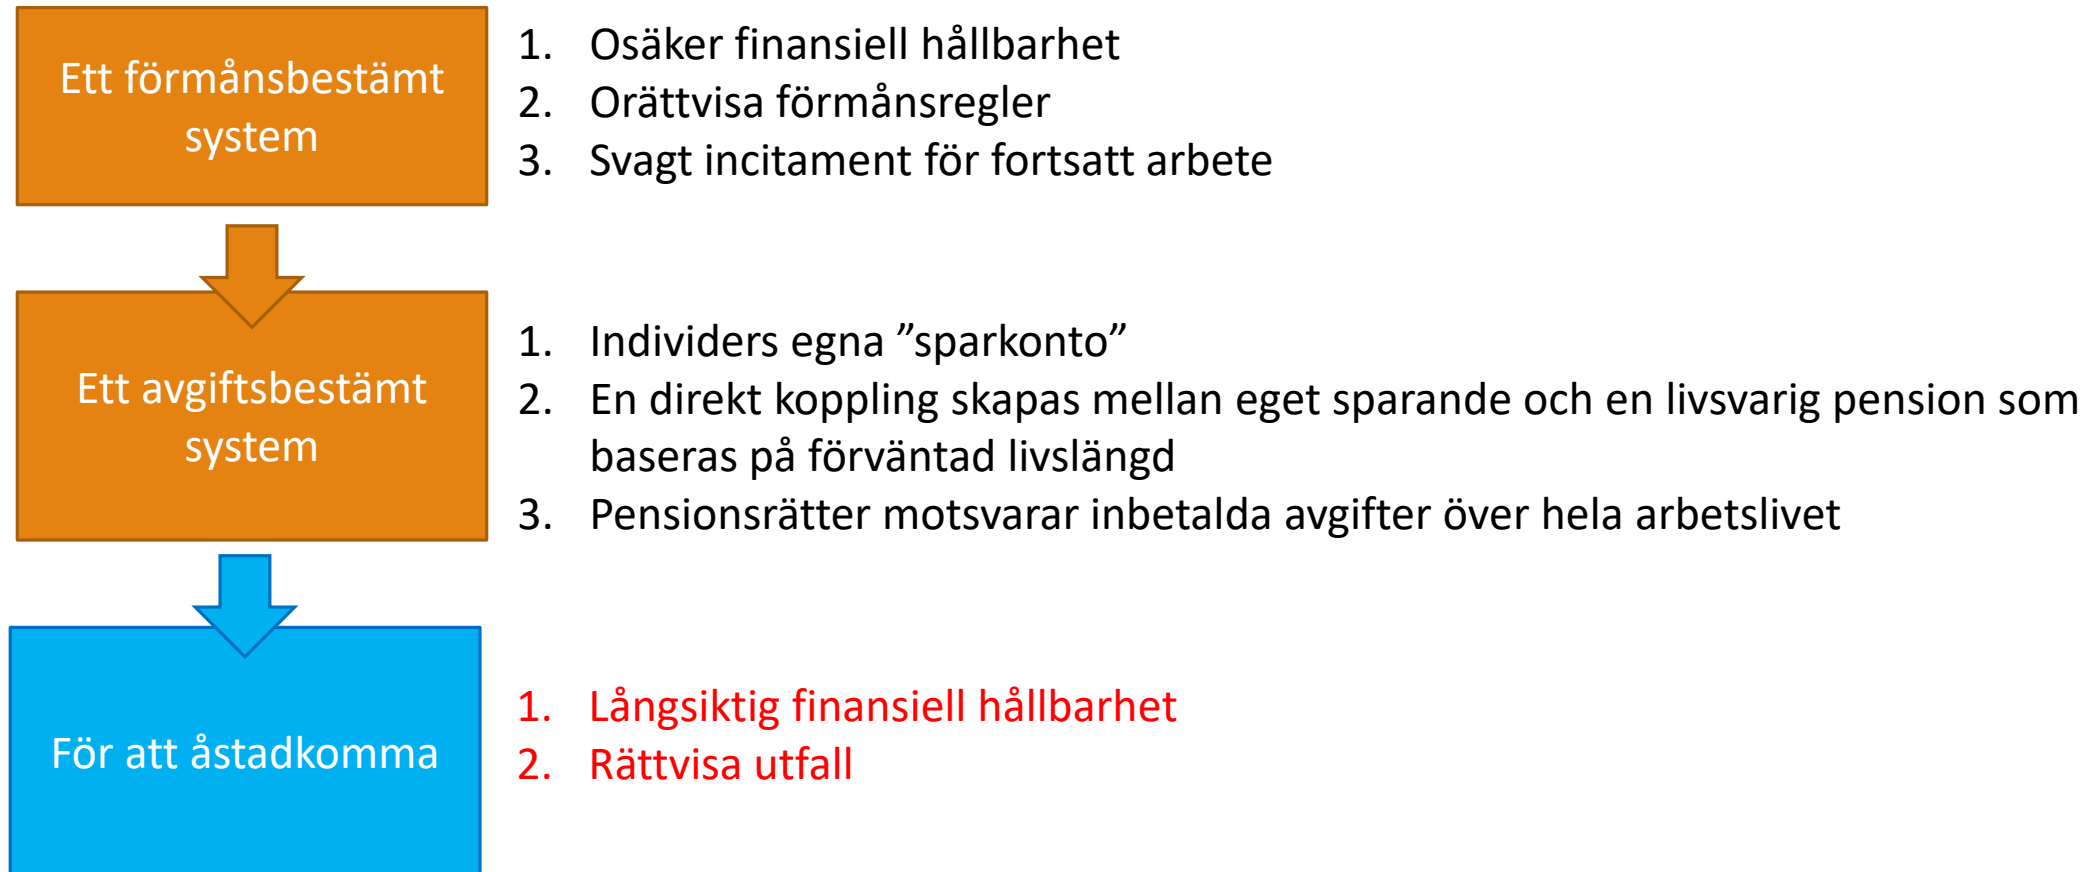 Ett förmånsbestämt
system
1. Osäker finansiell hållbarhet
2. Orättvisa förmånsregler
3. Svagt incitament för fortsatt arbete
Ett avgiftsbestämt
system
1. Individers egna ”sparkonto”
2. En direkt koppling skapas mellan eget sparande och en livsvarig pension som
baseras på förväntad livslängd
3. Pensionsrätter motsvarar inbetalda avgifter över hela arbetslivet
För att åstadkomma
1. Långsiktig finansiell hållbarhet
2. Rättvisa utfall